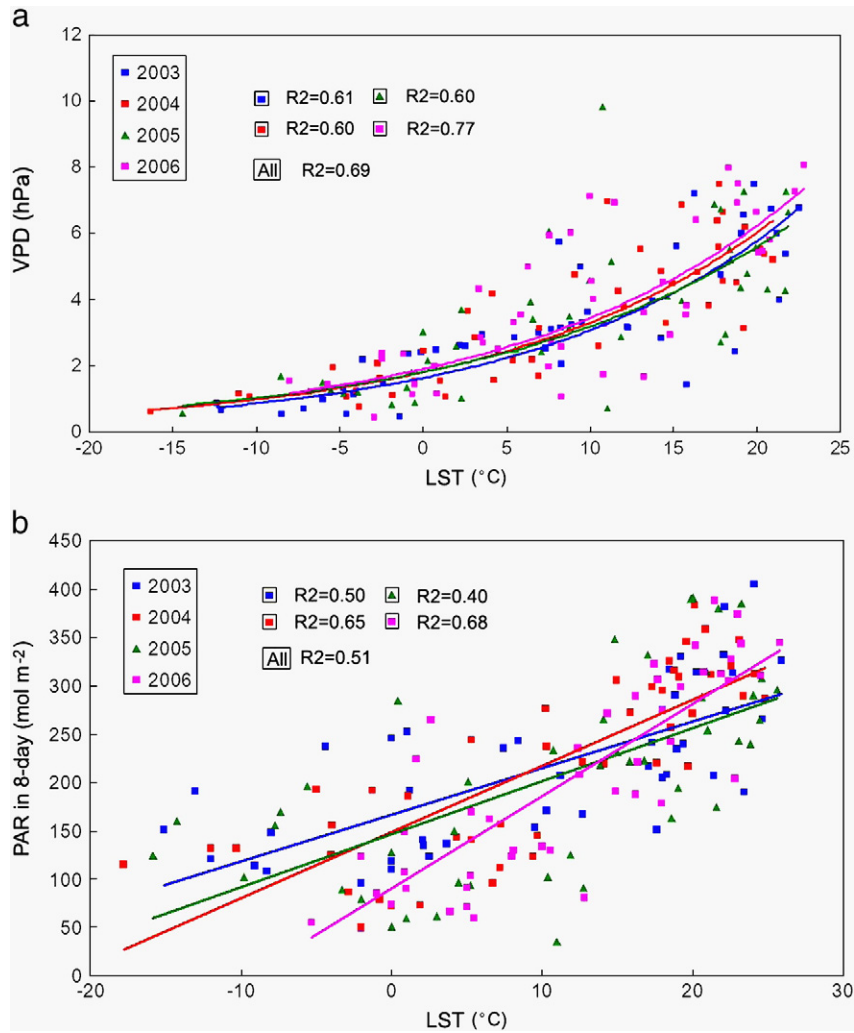 a
12
10
8
6
4
2
0
VPD (hPa)
2003
2004
2005
2006
R2=0.61
R2=0.60
R2=0.60
R2=0.77
All R2=0.69
-20 -15 -10 -5 0 5 10 15 20 25
LST (°C)
b
450
400
350
300
250
200
150
100
50
0
PAR in 8-day (mol m-2)
2003
2004
2005
2006
R2=0.50
R2=0.40
R2=0.65
R2=0.68
All R2=0.51
-20 -10 0 10 20 30
LST (°C)